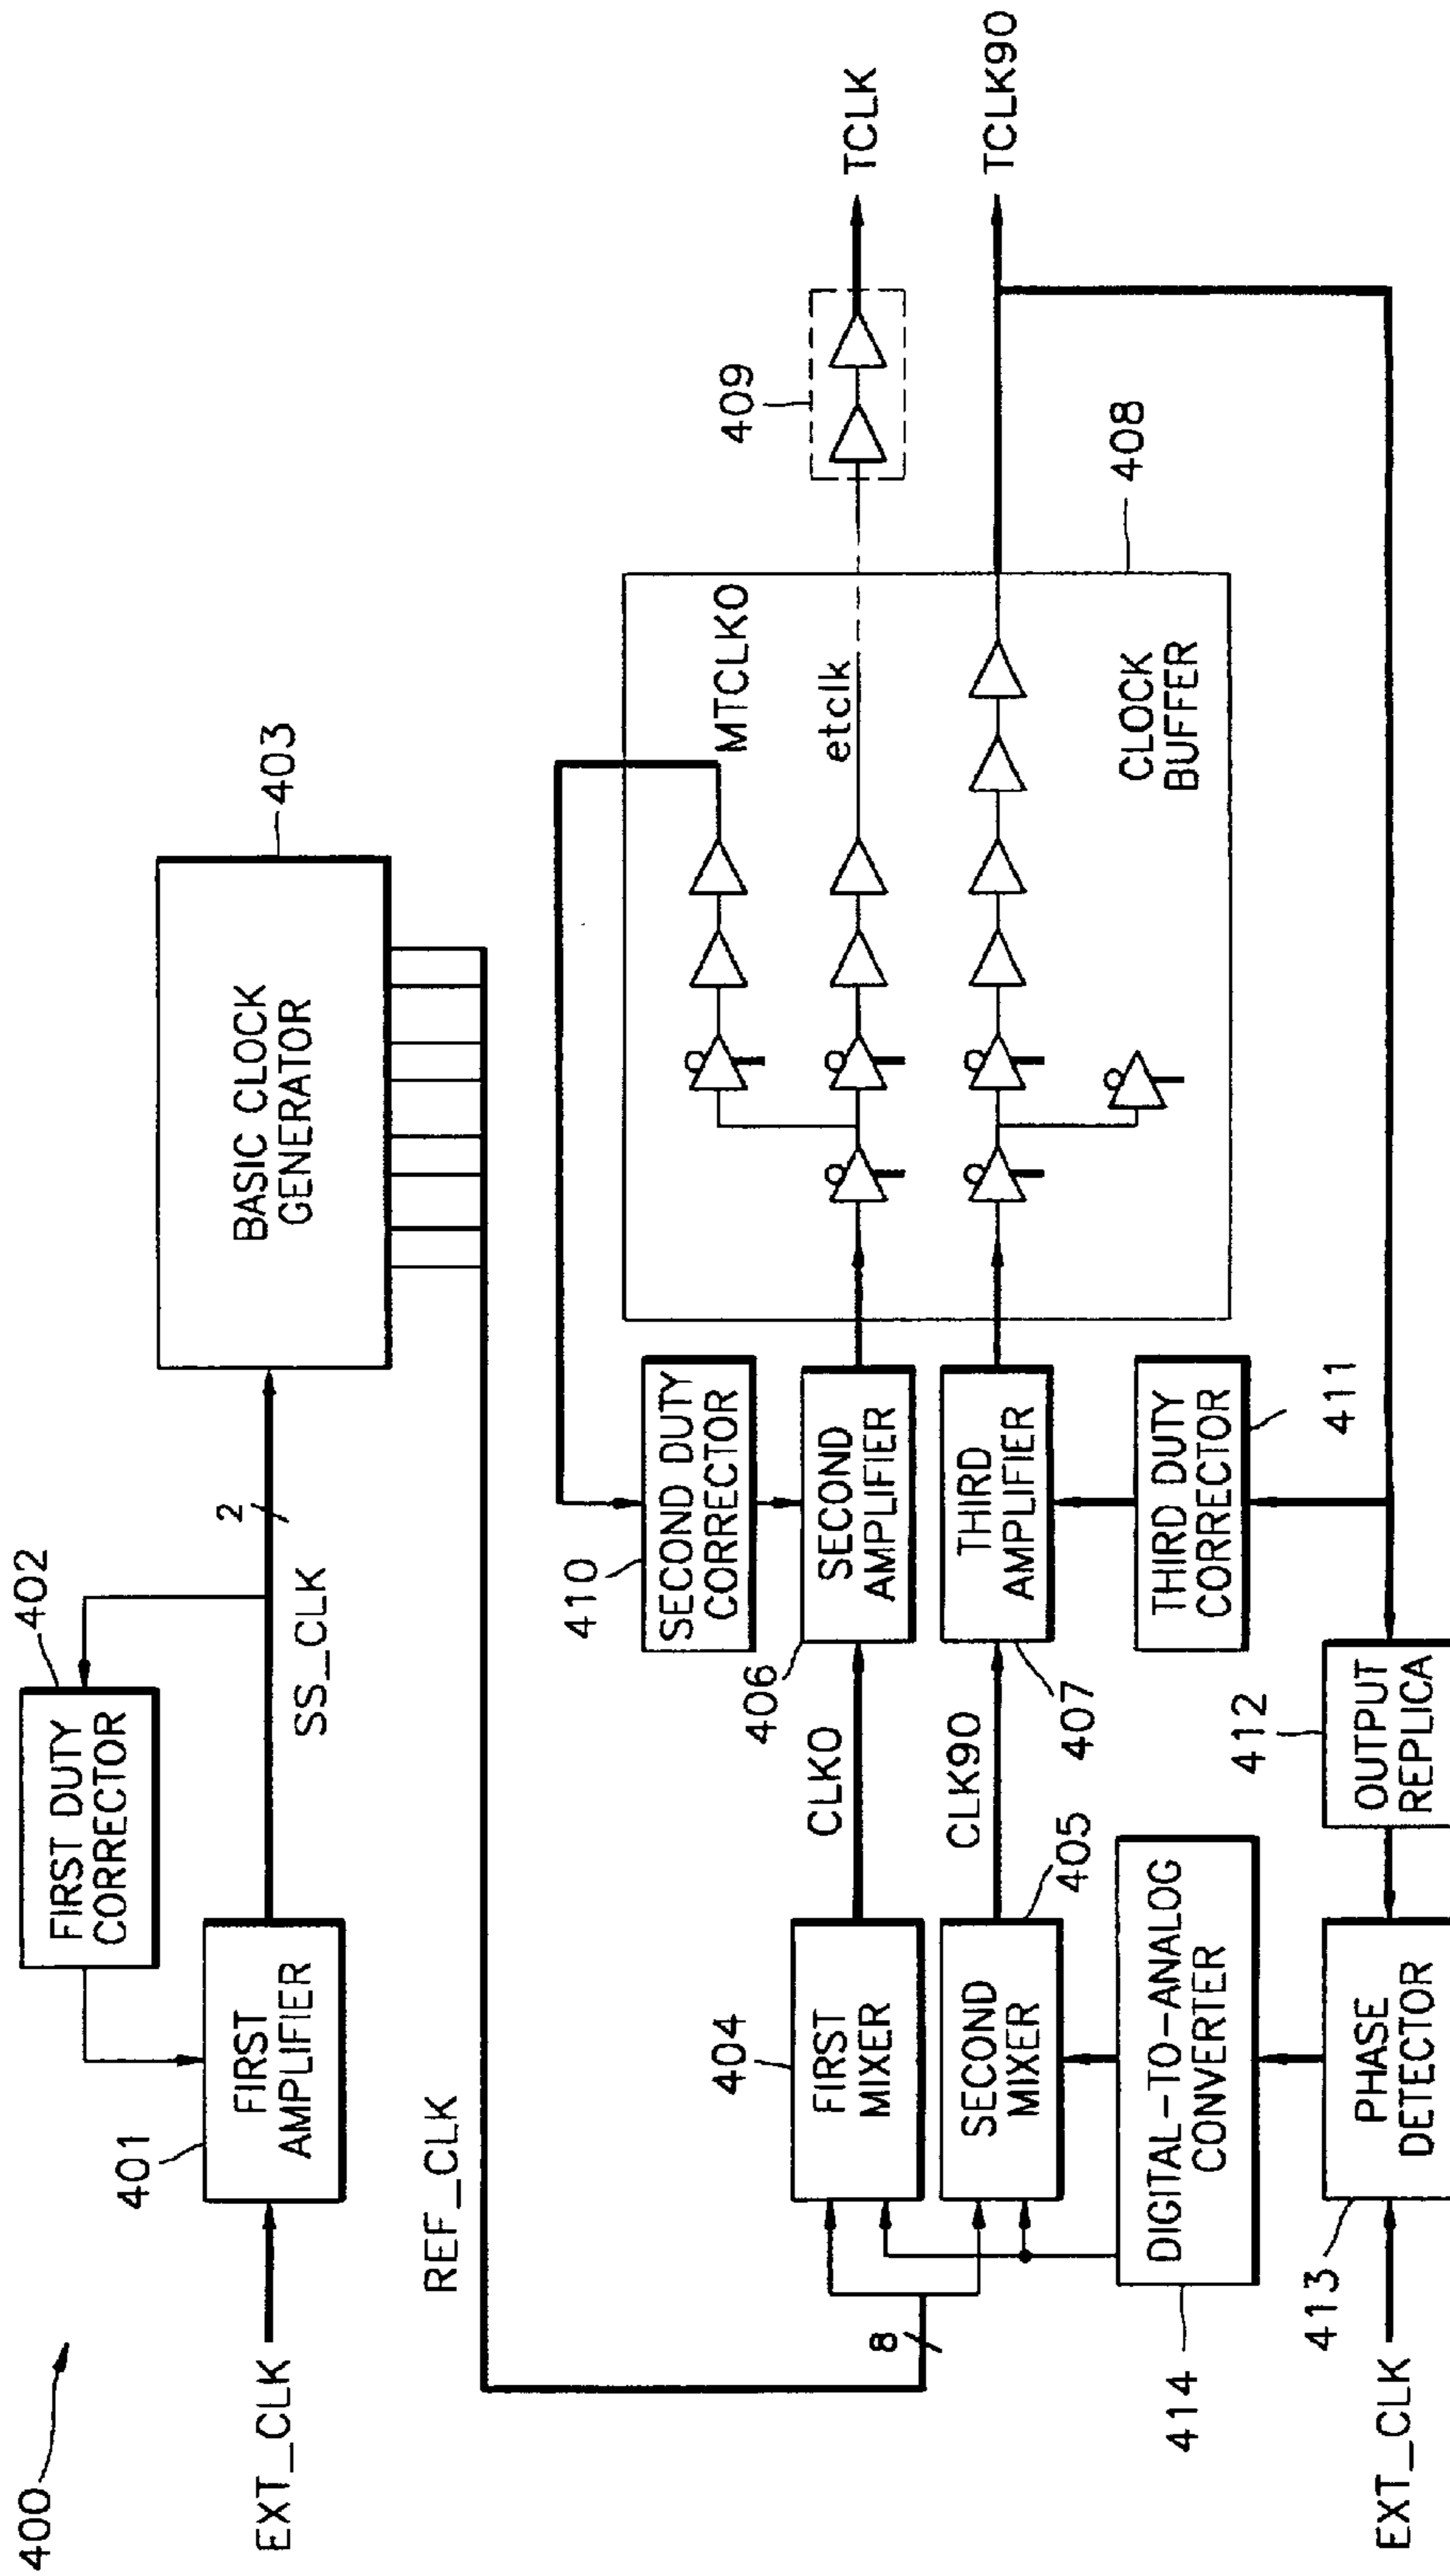 400
EXT_CLK
401
FIRST
AMPLIFIER
FIRST DUTY
CORRECTOR
402
SS_CLK
2
BASIC CLOCK
GENERATOR
403
REF_CLK
8
404
FIRST
MIXER
CLK0
SECOND
MIXER
405
CLK90
410
SECOND DUTY
CORRECTOR
406
SECOND
AMPLIFIER
THIRD
AMPLIFIER
407
THIRD DUTY
CORRECTOR
411
MTCLK0
etclk
CLOCK
BUFFER
408
409
TCLK
TCLK90
414
DIGITAL-TO-ANALOG
CONVERTER
412
OUTPUT
REPLICA
EXT_CLK
413
PHASE
DETECTOR